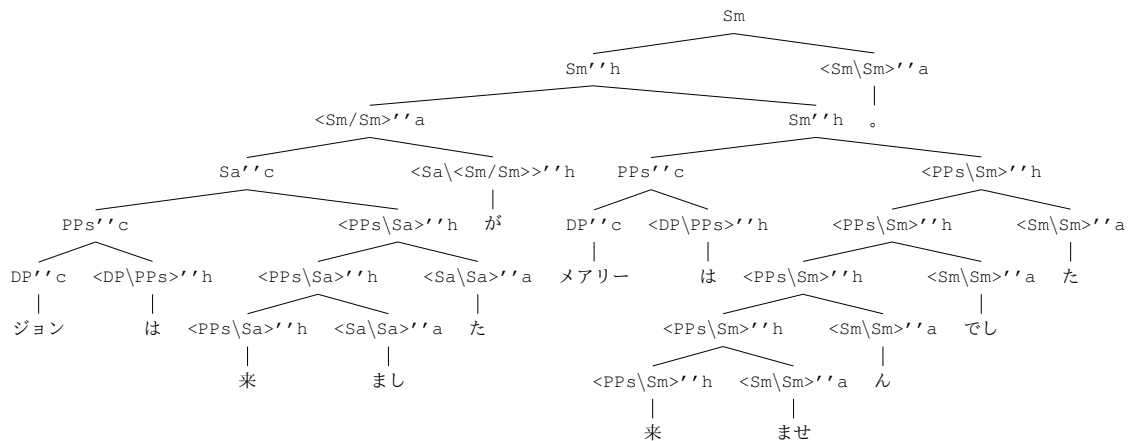 Sm
Sm''h <Sm\Sm>''a
<Sm/Sm>''a Sm''h 。
Sa''c <Sa\<Sm/Sm>>''h PPs''c <PPs\Sm>''h
PPs''c <PPs\Sa>''h が DP''c <DP\PPs>''h <PPs\Sm>''h <Sm\Sm>''a
DP''c <DP\PPs>''h <PPs\Sa>''h <Sa\Sa>''a メアリー は <PPs\Sm>''h <Sm\Sm>''a た
ジョン は <PPs\Sa>''h <Sa\Sa>''a た <PPs\Sm>''h <Sm\Sm>''a でし
来 まし <PPs\Sm>''h <Sm\Sm>''a ん
来 ませ